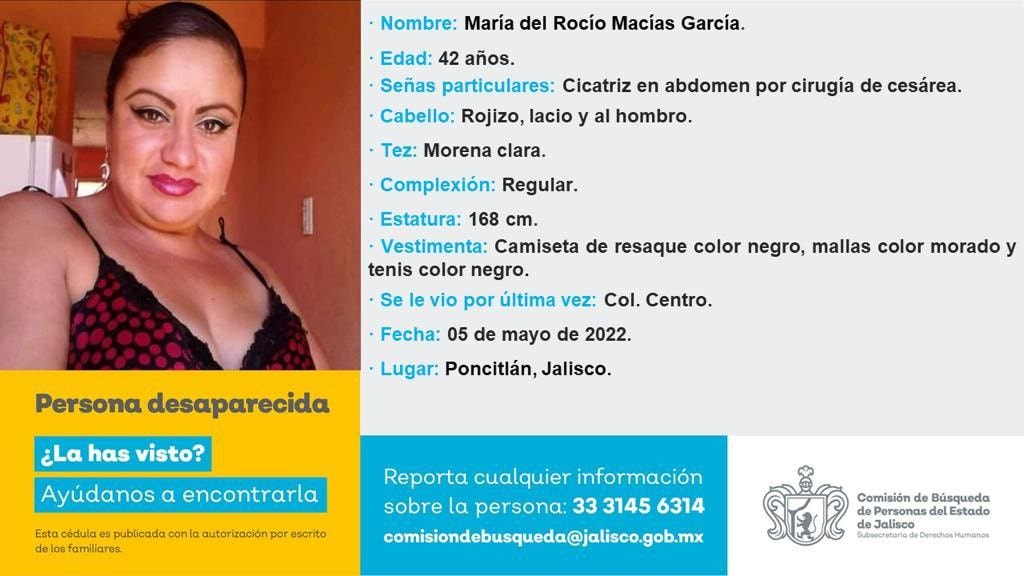 · Nombre: María del Rocío Macías García.
· Edad: 42 años.
· Señas particulares: Cicatriz en abdomen por cirugía de cesárea.
· Cabello: Rojizo, lacio y al hombro.
· Tez: Morena clara.
· Complexión: Regular.
· Estatura: 168 cm.
· Vestimenta: Camiseta de resaque color negro, mallas color morado y
tenis color negro.
· Se le vio por última vez: Col. Centro.
· Fecha: 05 de mayo de 2022.
· Lugar: Poncitlán, Jalisco.
Persona desaparecida
¿La has visto?
Ayúdanos a encontrarla
Esta cédula es publicada con la autorización por escrito
de los familiares.
Reporta cualquier información
sobre la persona: 33 3145 6314
comisiondebusqueda@jalisco.gob.mx
Comisión de Búsqueda
de Personas del Estado
de Jalisco
Subsecretaría de Derechos Humanos